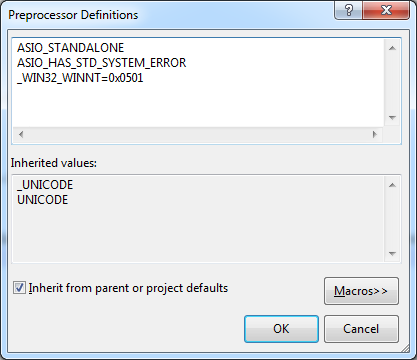 Preprocessor Definitions
ASIO_STANDALONE
ASIO_HAS_STD_SYSTEM_ERROR
_WIN32_WINNT=0x0501
Inherited values:
_UNICODE
UNICODE
Inherit from parent or project defaults
Macros>>
OK Cancel